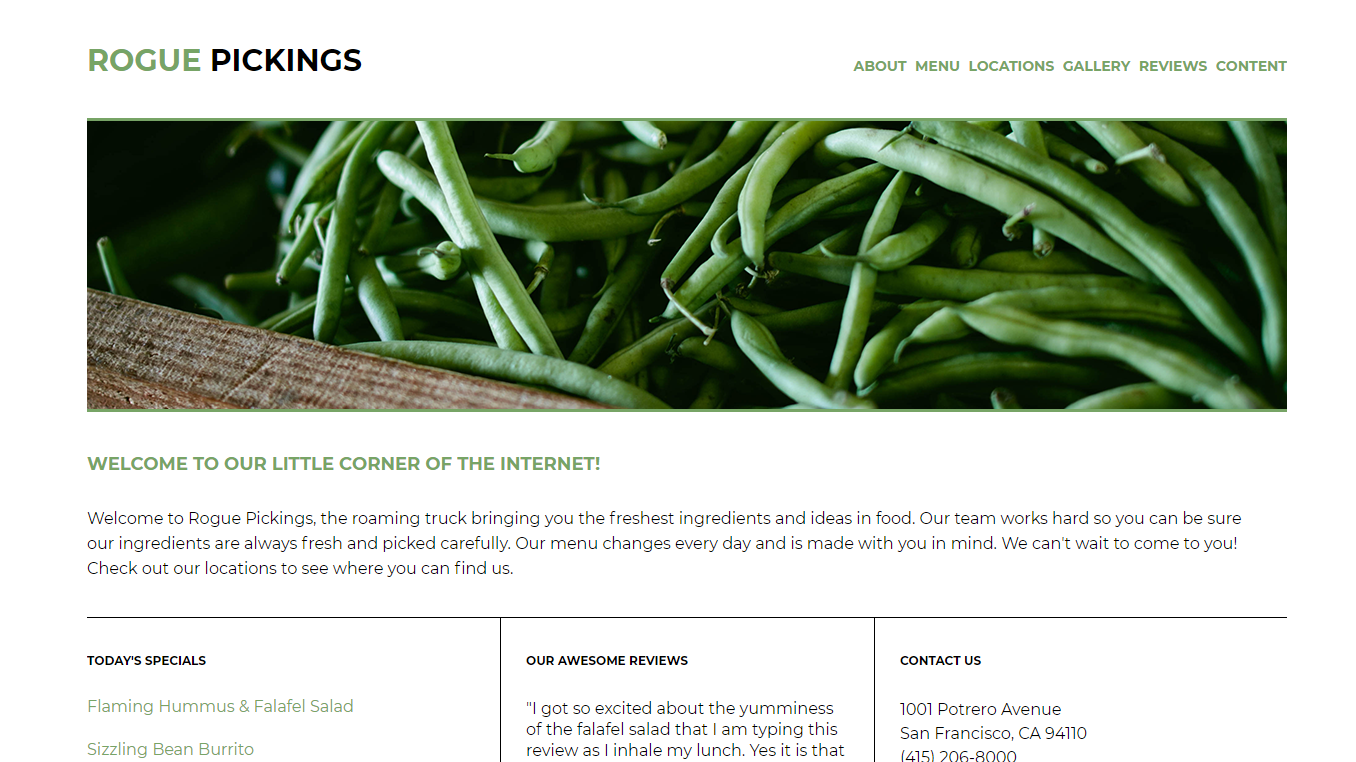 ROGUE PICKINGS
ABOUT MENU LOCATIONS GALLERY REVIEWS CONTENT
WELCOME TO OUR LITTLE CORNER OF THE INTERNET!
Welcome to Rogue Pickings, the roaming truck bringing you the freshest ingredients and ideas in food. Our team works hard so you can be sure
our ingredients are always fresh and picked carefully. Our menu changes every day and is made with you in mind. We can't wait to come to you!
Check out our locations to see where you can find us.
TODAY'S SPECIALS
Flaming Hummus & Falafel Salad
Sizzling Bean Burrito
OUR AWESOME REVIEWS
"I got so excited about the yumminess
of the falafel salad that I am typing this
review as I inhale my lunch. Yes it is that
CONTACT US
1001 Potrero Avenue
San Francisco, CA 94110
(415) 206-8000